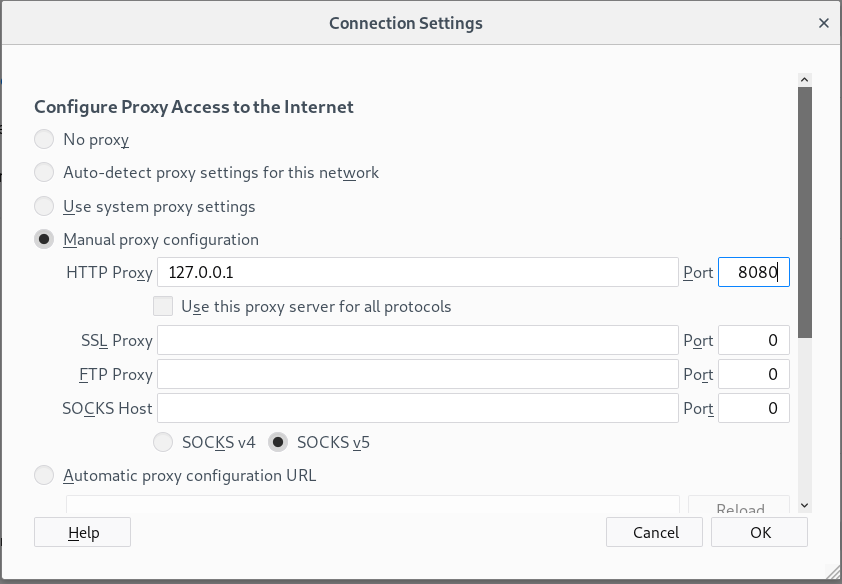 Connection Settings
Configure Proxy Access to the Internet
No proxy
Auto-detect proxy settings for this network
Use system proxy settings
Manual proxy configuration
HTTP Proxy 127.0.0.1 Port 8080
Use this proxy server for all protocols
SSL Proxy Port 0
FTP Proxy Port 0
SOCKS Host Port 0
SOCKS v4 SOCKS v5
Automatic proxy configuration URL
Reload
Help Cancel OK